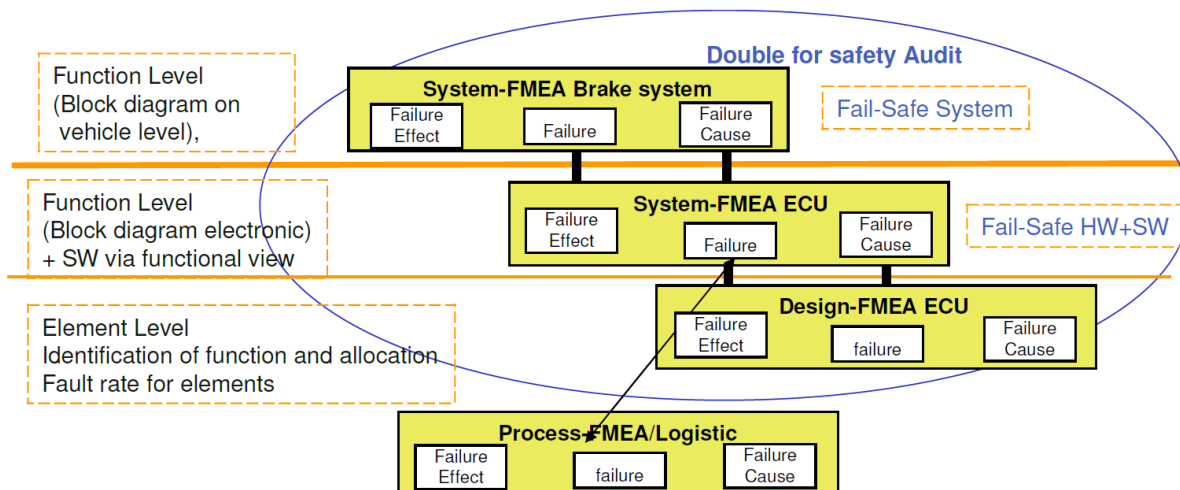 Double for safety Audit
Function Level
(Block diagram on
vehicle level),
System-FMEA Brake system
Failure
Effect
Failure
Failure
Cause
Fail-Safe System
Function Level
(Block diagram electronic)
+ SW via functional view
System-FMEA ECU
Failure
Effect
Failure
Failure
Cause
Fail-Safe HW+SW
Element Level
Identification of function and allocation
Fault rate for elements
Design-FMEA ECU
Failure
Effect
failure
Failure
Cause
Process-FMEA/Logistic
Failure
Effect
failure
Failure
Cause